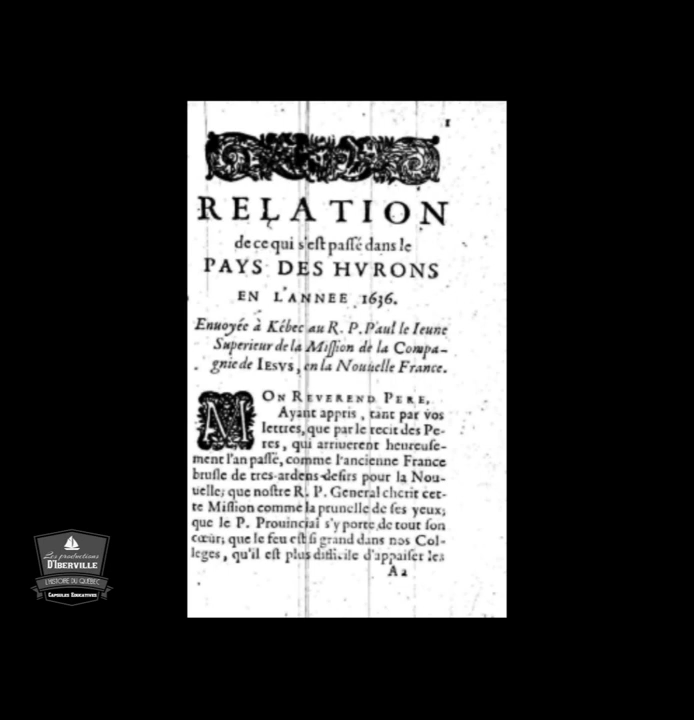 1
RELATION
de ce qui s'eſt paſſé dans le
PAYS DES HVRONS
EN L'ANNEE 1636.
Enuoyée à Kébec au R. P. Paul le Ieune
Superieur de la Miſſion de la Compa-
gnie de IESVS, en la Nouuelle France.
MON REVEREND PERE,
Ayant appris, tant par vos
lettres, que par le recit des Pe-
res, qui arriuerent heureuſe-
ment l'an paſſé, comme l'ancienne France
bruſle de tres-ardens deſirs pour la Nou-
uelle; que noſtre R. P. General cherit cet-
te Miſſion comme la prunelle de ſes yeux;
que le P. Prouincial s'y porte de tout ſon
cœur; que le feu eſt ſi grand dans nos Col-
leges, qu'il eſt plus difficile d'appaiſer les
A a
Les productions
D'IBERVILLE
L'HISTOIRE DU QUÉBEC
CAPSULES EDUCATIVES